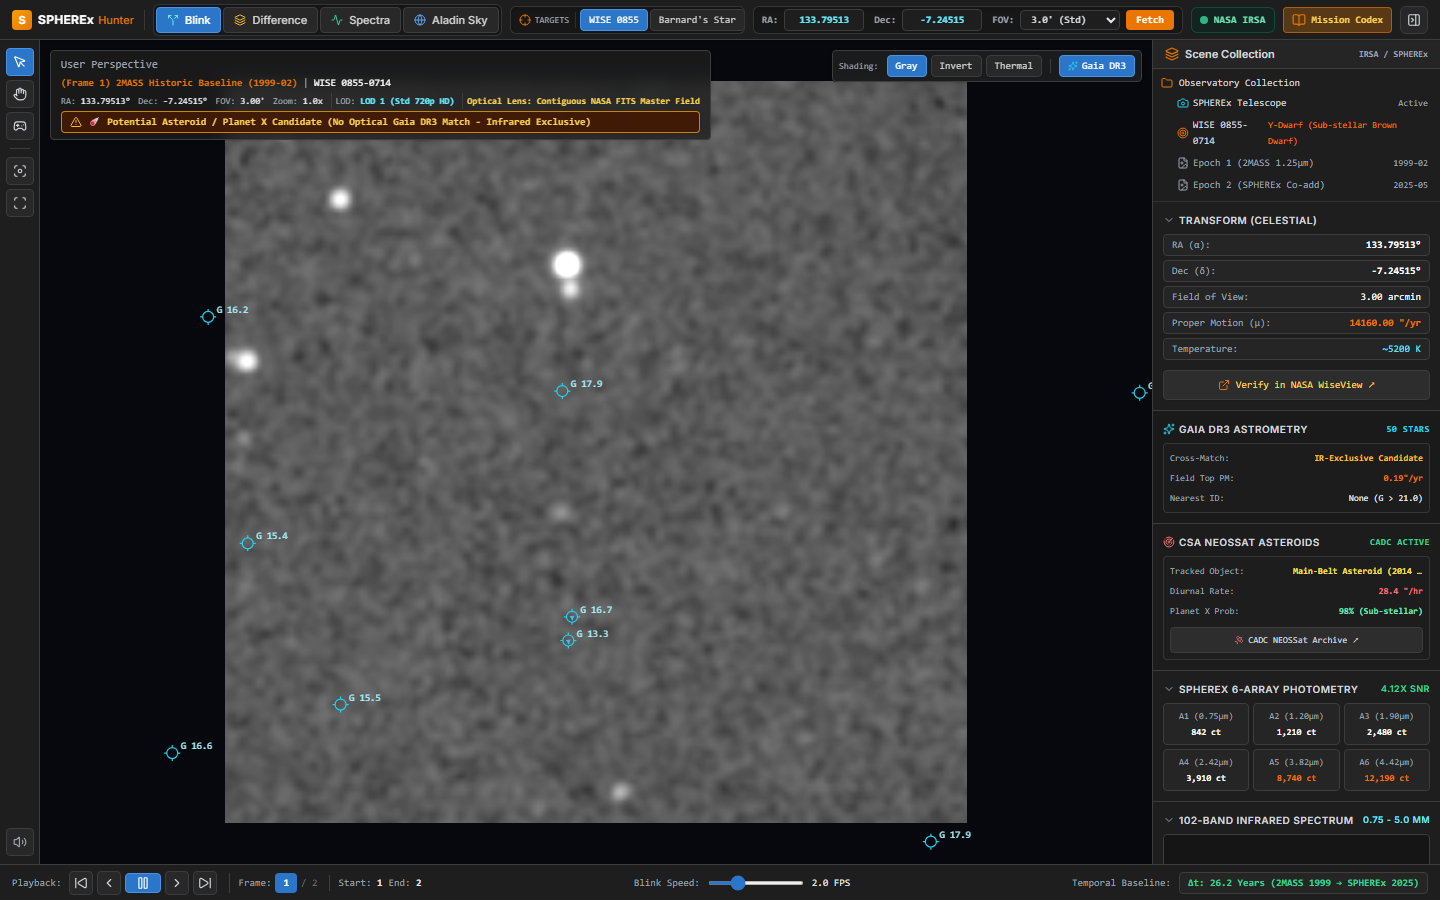 S SPHEREx Hunter
Blink Difference Spectra Aladin Sky
TARGETS WISE 0855 Barnard's Star
RA: 133.79513 Dec: -7.24515 FOV: 3.0' (Std) Fetch
NASA IRSA Mission Codex
User Perspective
(Frame 1) 2MASS Historic Baseline (1999-02) | WISE 0855-0714
RA: 133.79513° Dec: -7.24515° FOV: 3.00' Zoom: 1.0x LOD: LOD 1 (Std 720p HD) Optical Lens: Contiguous NASA FITS Master Field
Potential Asteroid / Planet X Candidate (No Optical Gaia DR3 Match - Infrared Exclusive)
Shading: Gray Invert Thermal Gaia DR3
G 16.2
G 17.9
G
G 15.4
G 16.7
G 13.3
G 15.5
G 16.6
G 17.9
Scene Collection IRSA / SPHEREx
Observatory Collection
SPHEREx Telescope Active
WISE 0855-0714 Y-Dwarf (Sub-stellar Brown Dwarf)
Epoch 1 (2MASS 1.25μm) 1999-02
Epoch 2 (SPHEREx Co-add) 2025-05
TRANSFORM (CELESTIAL)
RA (α): 133.79513°
Dec (δ): -7.24515°
Field of View: 3.00 arcmin
Proper Motion (μ): 14160.00 "/yr
Temperature: ~5200 K
Verify in NASA WiseView ↗
GAIA DR3 ASTROMETRY 50 STARS
Cross-Match: IR-Exclusive Candidate
Field Top PM: 0.19"/yr
Nearest ID: None (G > 21.0)
CSA NEOSSAT ASTEROIDS CADC ACTIVE
Tracked Object: Main-Belt Asteroid (2014 …
Diurnal Rate: 28.4 "/hr
Planet X Prob: 98% (Sub-stellar)
CADC NEOSSat Archive ↗
SPHEREX 6-ARRAY PHOTOMETRY 4.12X SNR
A1 (0.75μm) A2 (1.20μm) A3 (1.90μm)
842 ct 1,210 ct 2,480 ct
A4 (2.42μm) A5 (3.82μm) A6 (4.42μm)
3,910 ct 8,740 ct 12,190 ct
102-BAND INFRARED SPECTRUM 0.75 - 5.0 MM
Playback: Frame: 1 / 2 Start: 1 End: 2
Blink Speed: 2.0 FPS
Temporal Baseline: Δt: 26.2 Years (2MASS 1999 → SPHEREx 2025)